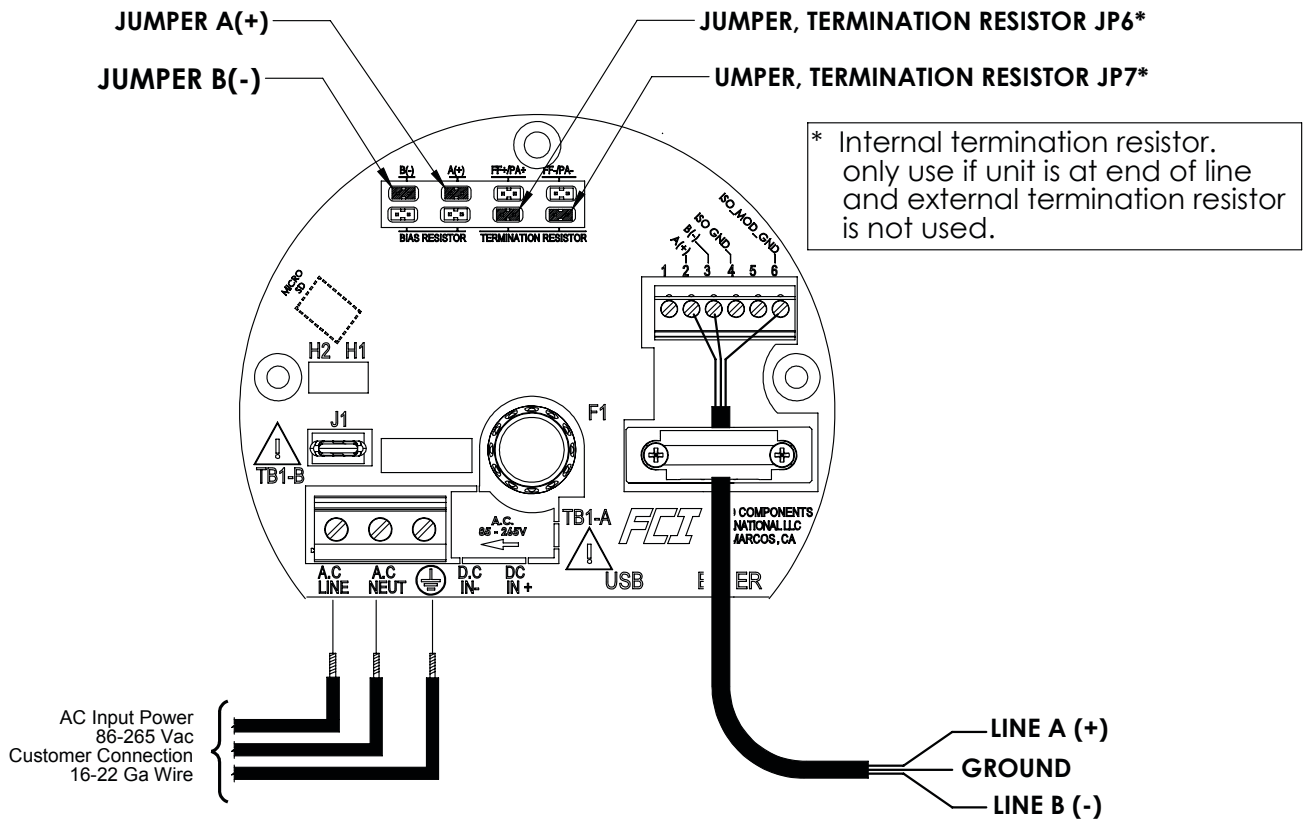 JUMPER A(+)
JUMPER, TERMINATION RESISTOR JP6*
JUMPER B(-)
UMPER, TERMINATION RESISTOR JP7*
* Internal termination resistor.
only use if unit is at end of line
and external termination resistor
is not used.
B(-) A(+) FF+/PA+ FF-/PA-
BIAS RESISTOR TERMINATION RESISTOR
A(+) B(-) ISO GND ISO_MOD_GND
1 2 3 4 5 6
MICRO
SD
H2 H1
J1
F1
TB1-B
A.C.
85 - 265V
TB1-A
FCI
D COMPONENTS
NATIONAL LLC
MARCOS, CA
A.C
LINE
A.C
NEUT
D.C
IN-
DC
IN +
USB
E ER
AC Input Power
86-265 Vac
Customer Connection
16-22 Ga Wire
LINE A (+)
GROUND
LINE B (-)